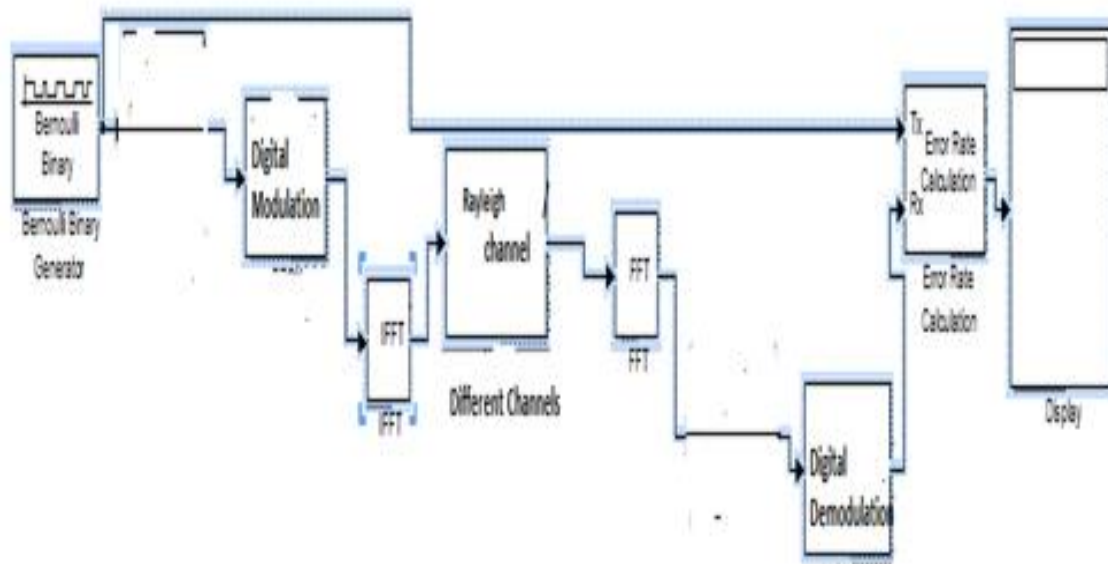 Bernoulli
Binary
Bernoulli Binary
Generator
Digital
Modulation
IFFT
IFFT
Rayleigh
channel
Different Channels
FFT
FFT
Digital
Demodulation
Tx
Error Rate
Calculation
Rx
Error Rate
Calculation
Display